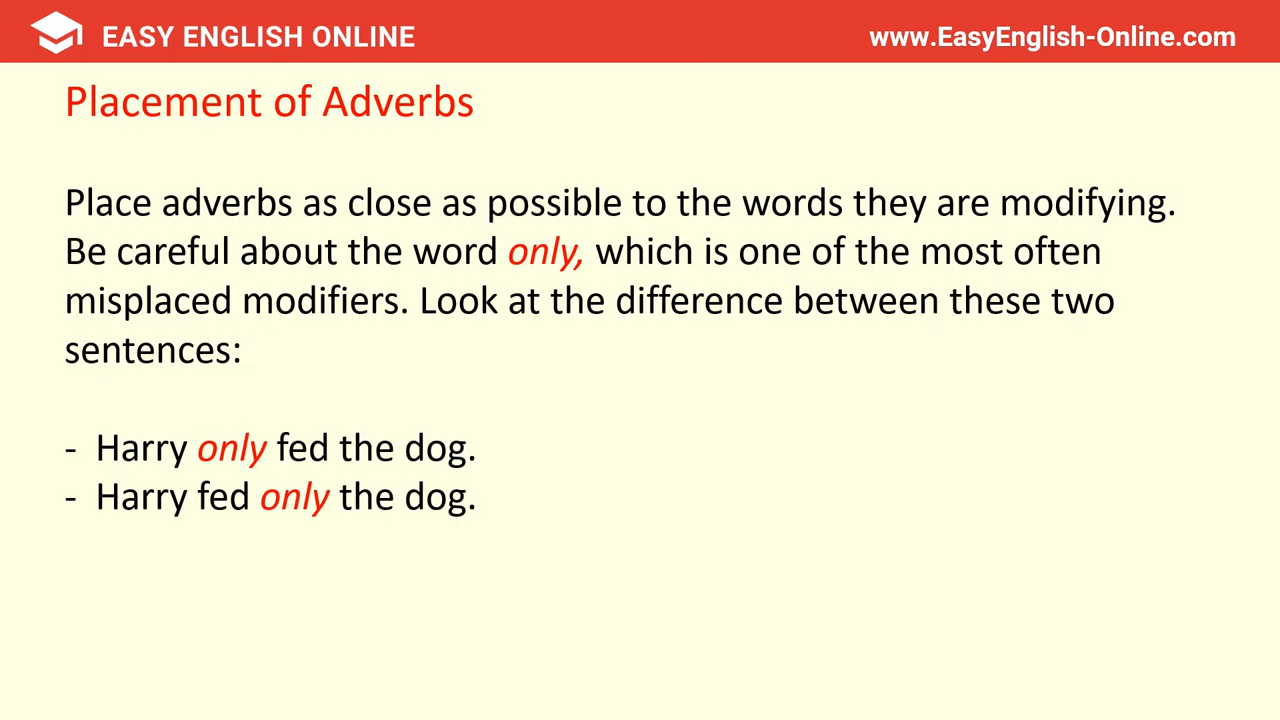 EASY ENGLISH ONLINE
www.EasyEnglish-Online.com
Placement of Adverbs
Place adverbs as close as possible to the words they are modifying.
Be careful about the word only, which is one of the most often
misplaced modifiers. Look at the difference between these two
sentences:
- Harry only fed the dog.
- Harry fed only the dog.